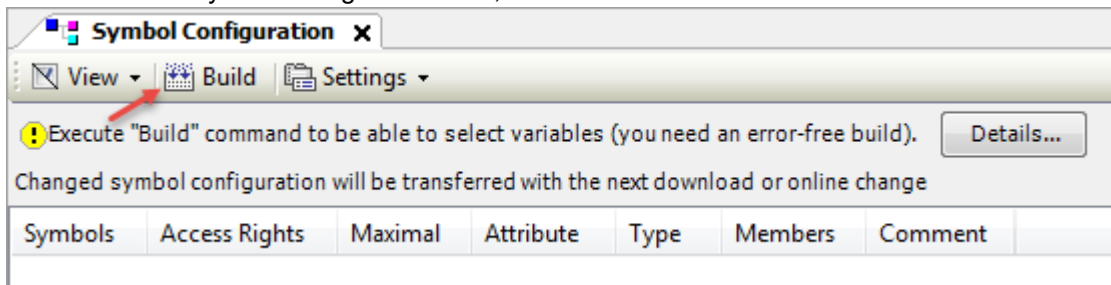 Symbol Configuration X
View Build Settings
Execute "Build" command to be able to select variables (you need an error-free build). Details...
Changed symbol configuration will be transferred with the next download or online change
Symbols Access Rights Maximal Attribute Type Members Comment